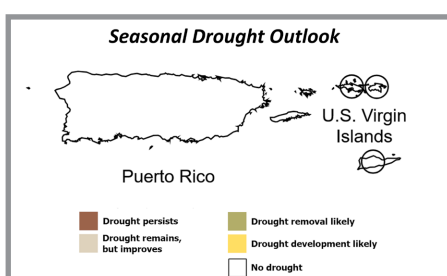 Seasonal Drought Outlook
U.S. Virgin
Islands
Puerto Rico
Drought persists
Drought remains,
but improves
Drought removal likely
Drought development likely
No drought